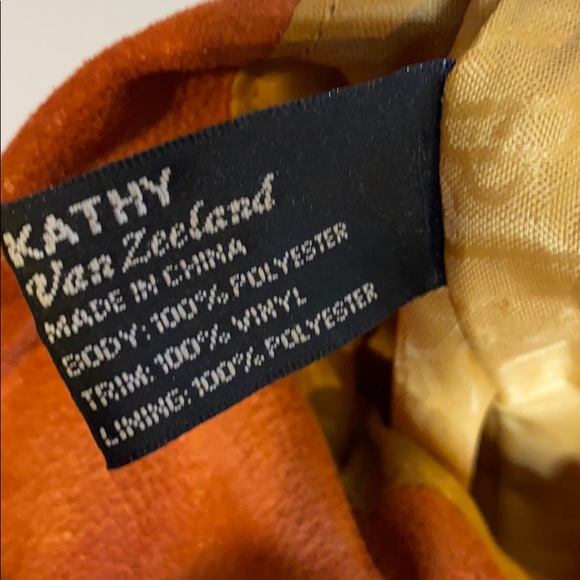 KATHY
Van Zeeland
MADE IN CHINA
BODY: 100% POLYESTER
TRIM: 100% VINYL
LINING: 100% POLYESTER